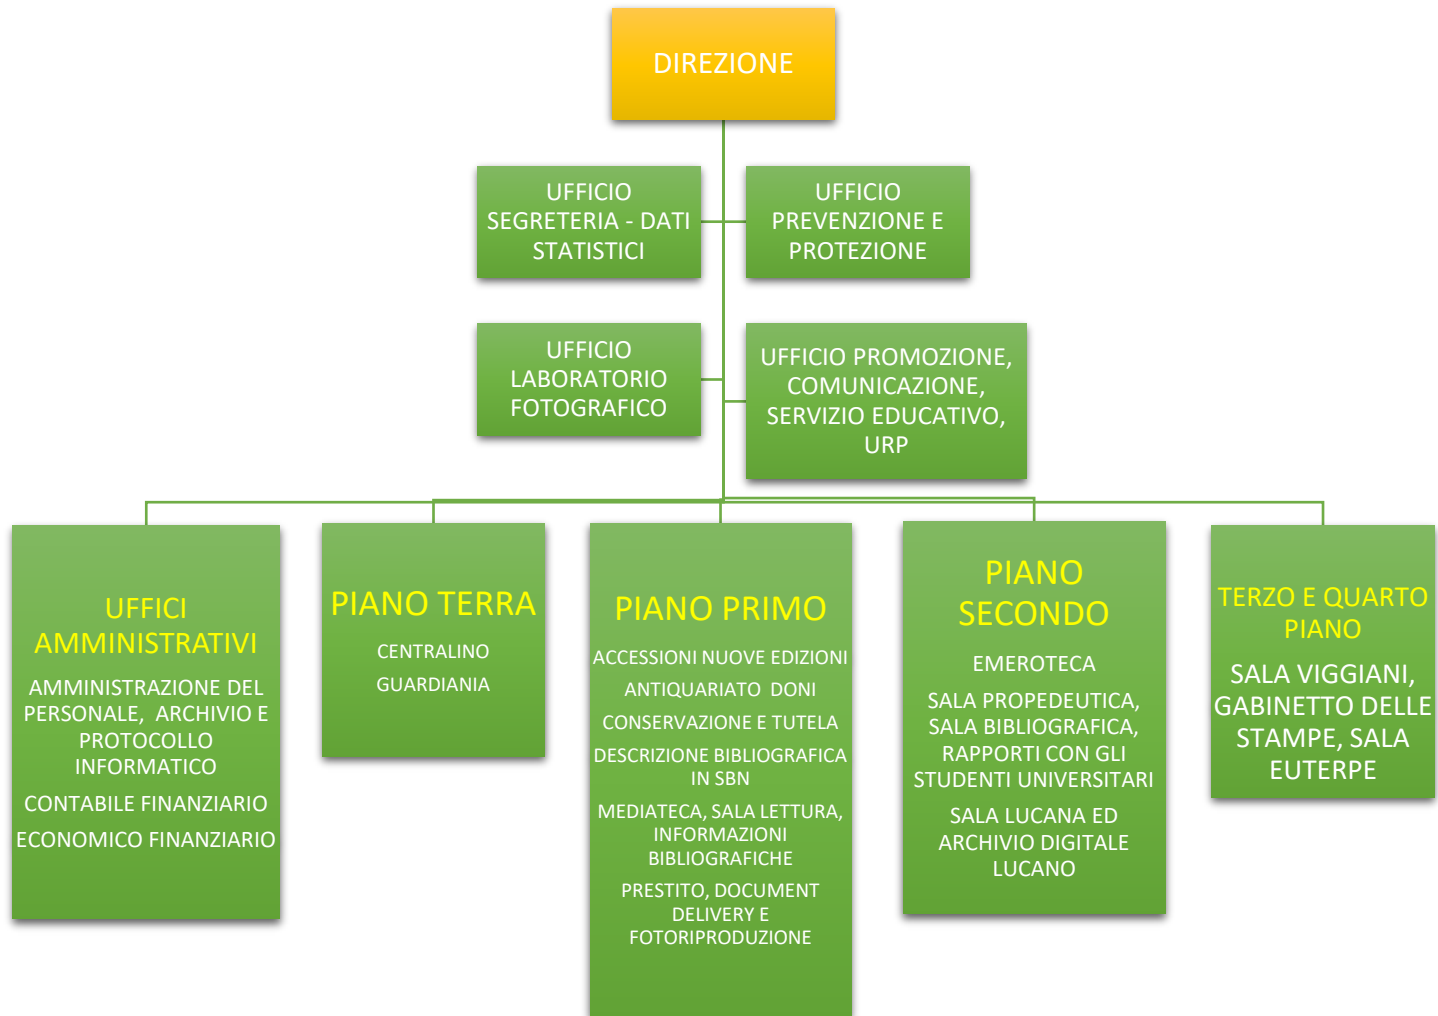 DIREZIONE
UFFICIO
SEGRETERIA - DATI
STATISTICI
UFFICIO
PREVENZIONE E
PROTEZIONE
UFFICIO
LABORATORIO
FOTOGRAFICO
UFFICIO PROMOZIONE,
COMUNICAZIONE,
SERVIZIO EDUCATIVO,
URP
UFFICI
AMMINISTRATIVI
AMMINISTRAZIONE DEL
PERSONALE, ARCHIVIO E
PROTOCOLLO
INFORMATICO
CONTABILE FINANZIARIO
ECONOMICO FINANZIARIO
PIANO TERRA
CENTRALINO
GUARDIANIA
PIANO PRIMO
ACCESSIONI NUOVE EDIZIONI
ANTIQUARIATO DONI
CONSERVAZIONE E TUTELA
DESCRIZIONE BIBLIOGRAFICA
IN SBN
MEDIATECA, SALA LETTURA,
INFORMAZIONI
BIBLIOGRAFICHE
PRESTITO, DOCUMENT
DELIVERY E
FOTORIPRODUZIONE
PIANO
SECONDO
EMEROTECA
SALA PROPEDEUTICA,
SALA BIBLIOGRAFICA,
RAPPORTI CON GLI
STUDENTI UNIVERSITARI
SALA LUCANA ED
ARCHIVIO DIGITALE
LUCANO
TERZO E QUARTO
PIANO
SALA VIGGIANI,
GABINETTO DELLE
STAMPE, SALA
EUTERPE